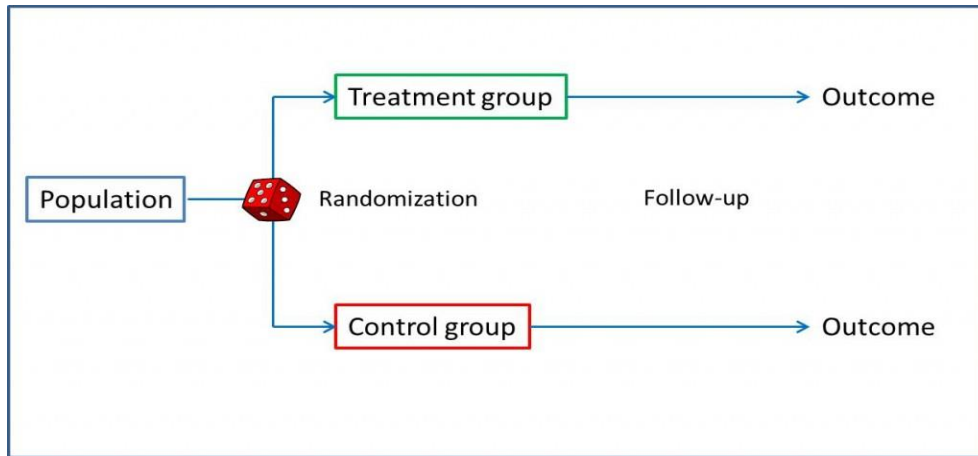 Treatment group
Outcome
Population
Randomization
Follow-up
Control group
Outcome